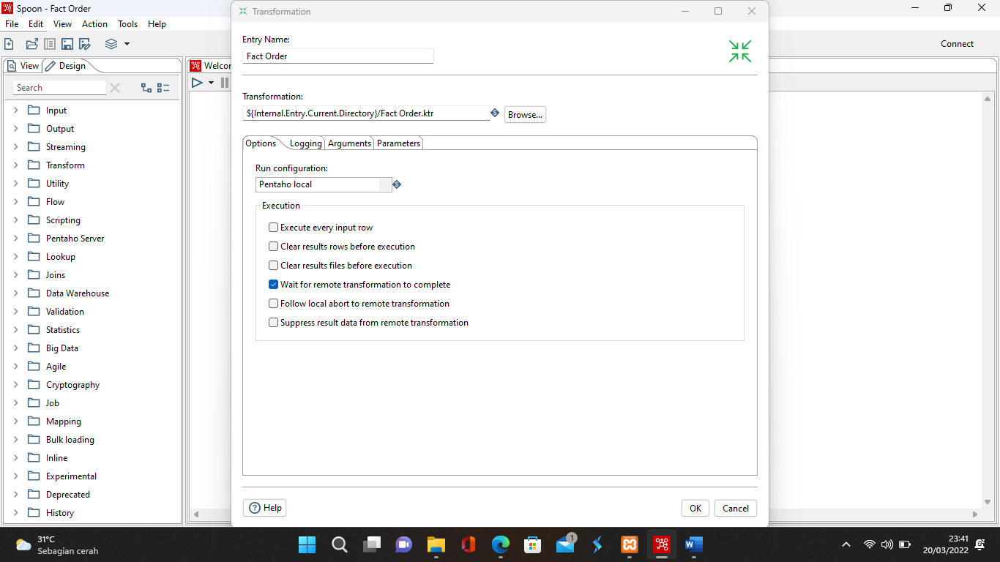 Spoon - Fact Order
File Edit View Action Tools Help
Connect
View Design
Search
Input
Output
Streaming
Transform
Utility
Flow
Scripting
Pentaho Server
Lookup
Joins
Data Warehouse
Validation
Statistics
Big Data
Agile
Cryptography
Job
Mapping
Bulk loading
Inline
Experimental
Deprecated
History
Welcor
Transformation
Entry Name:
Fact Order
Transformation:
${Internal.Entry.Current.Directory}/Fact Order.ktr
Browse...
Options Logging Arguments Parameters
Run configuration:
Pentaho local
Execution
Execute every input row
Clear results rows before execution
Clear results files before execution
Wait for remote transformation to complete
Follow local abort to remote transformation
Suppress result data from remote transformation
Help
OK Cancel
31°C
Sebagian cerah
1
23:41
20/03/2022